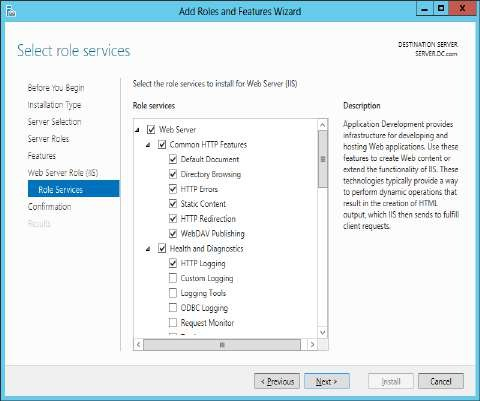 Add Roles and Features Wizard
Select role services
DESTINATION SERVER
SERVER.DC.com
Before You Begin
Installation Type
Server Selection
Server Roles
Features
Web Server Role (IIS)
Role Services
Confirmation
Results
Select the role services to install for Web Server (IIS)
Role services
Web Server
Common HTTP Features
Default Document
Directory Browsing
HTTP Errors
Static Content
HTTP Redirection
WebDAV Publishing
Health and Diagnostics
HTTP Logging
Custom Logging
Logging Tools
ODBC Logging
Request Monitor
Description
Application Development provides
infrastructure for developing and
hosting Web applications. Use these
features to create Web content or
extend the functionality of IIS. These
technologies typically provide a way
to perform dynamic operations that
result in the creation of HTML
output, which IIS then sends to fulfill
client requests.
< Previous
Next >
Install
Cancel